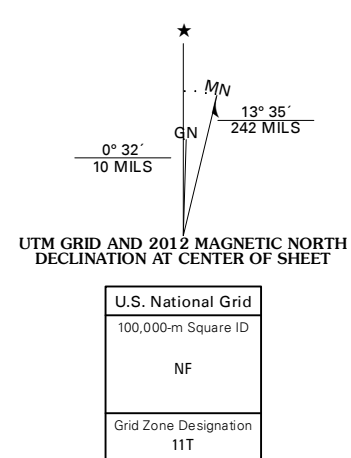 ★
MN
GN
13° 35´
242 MILS
0° 32´
10 MILS
UTM GRID AND 2012 MAGNETIC NORTH
DECLINATION AT CENTER OF SHEET
U.S. National Grid
100,000-m Square ID
NF
Grid Zone Designation
11T